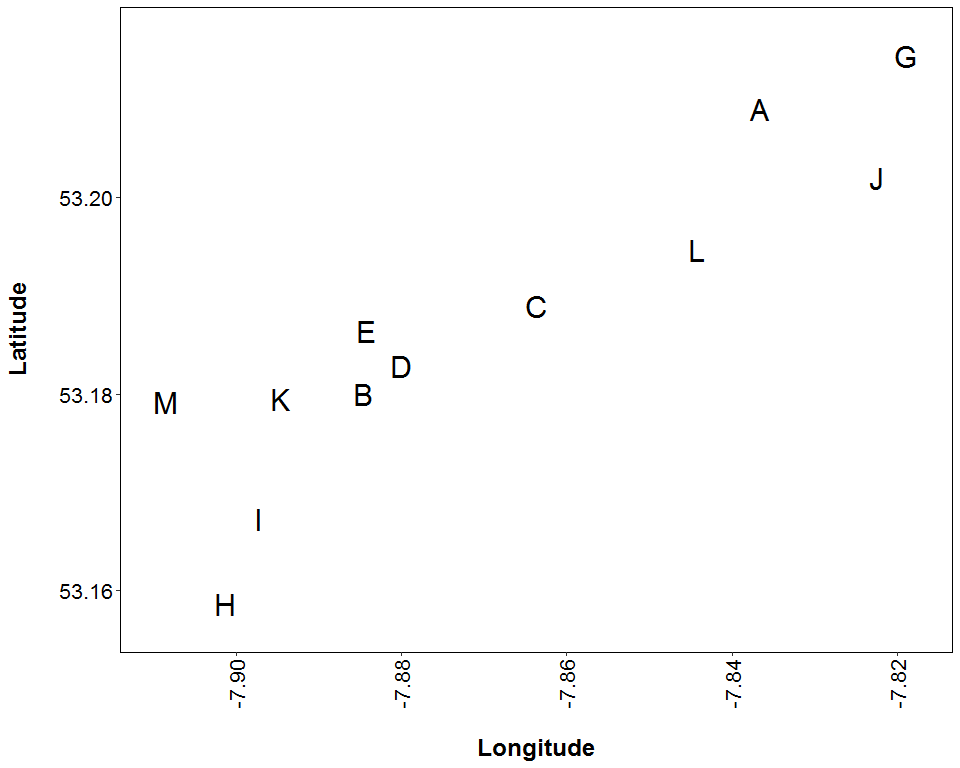 G
A
J
53.20
L
C
E
D
B
K
M
53.18
I
H
53.16
Latitude
-7.90
-7.88
-7.86
-7.84
-7.82
Longitude